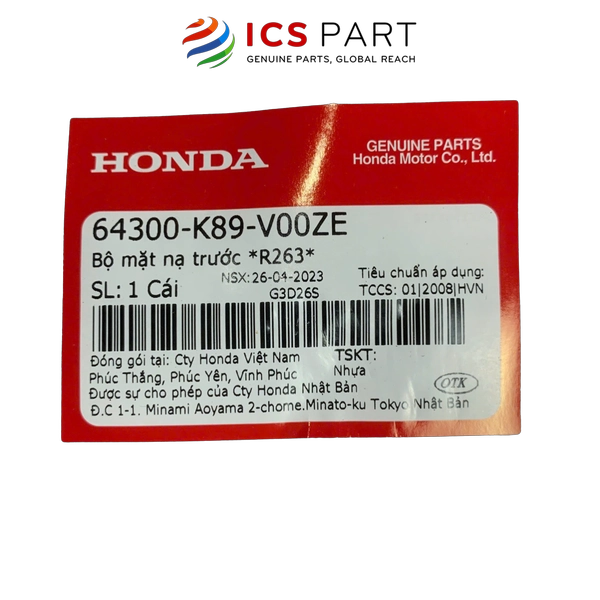 ICS PART
GENUINE PARTS, GLOBAL REACH
HONDA
GENUINE PARTS
Honda Motor Co., Ltd.
64300-K89-V00ZE
Bộ mặt nạ trước *R263*
SL: 1 Cái
NSX: 26-04-2023
G3D26S
Tiêu chuẩn áp dụng:
TCCS: 01|2008|HVN
Đóng gói tại: Cty Honda Việt Nam
Phúc Thắng, Phúc Yên, Vĩnh Phúc
TSKT:
Nhựa
Được sự cho phép của Cty Honda Nhật Bản
Đ.C 1-1. Minami Aoyama 2-chome.Minato-ku Tokyo Nhật Bản
OTK